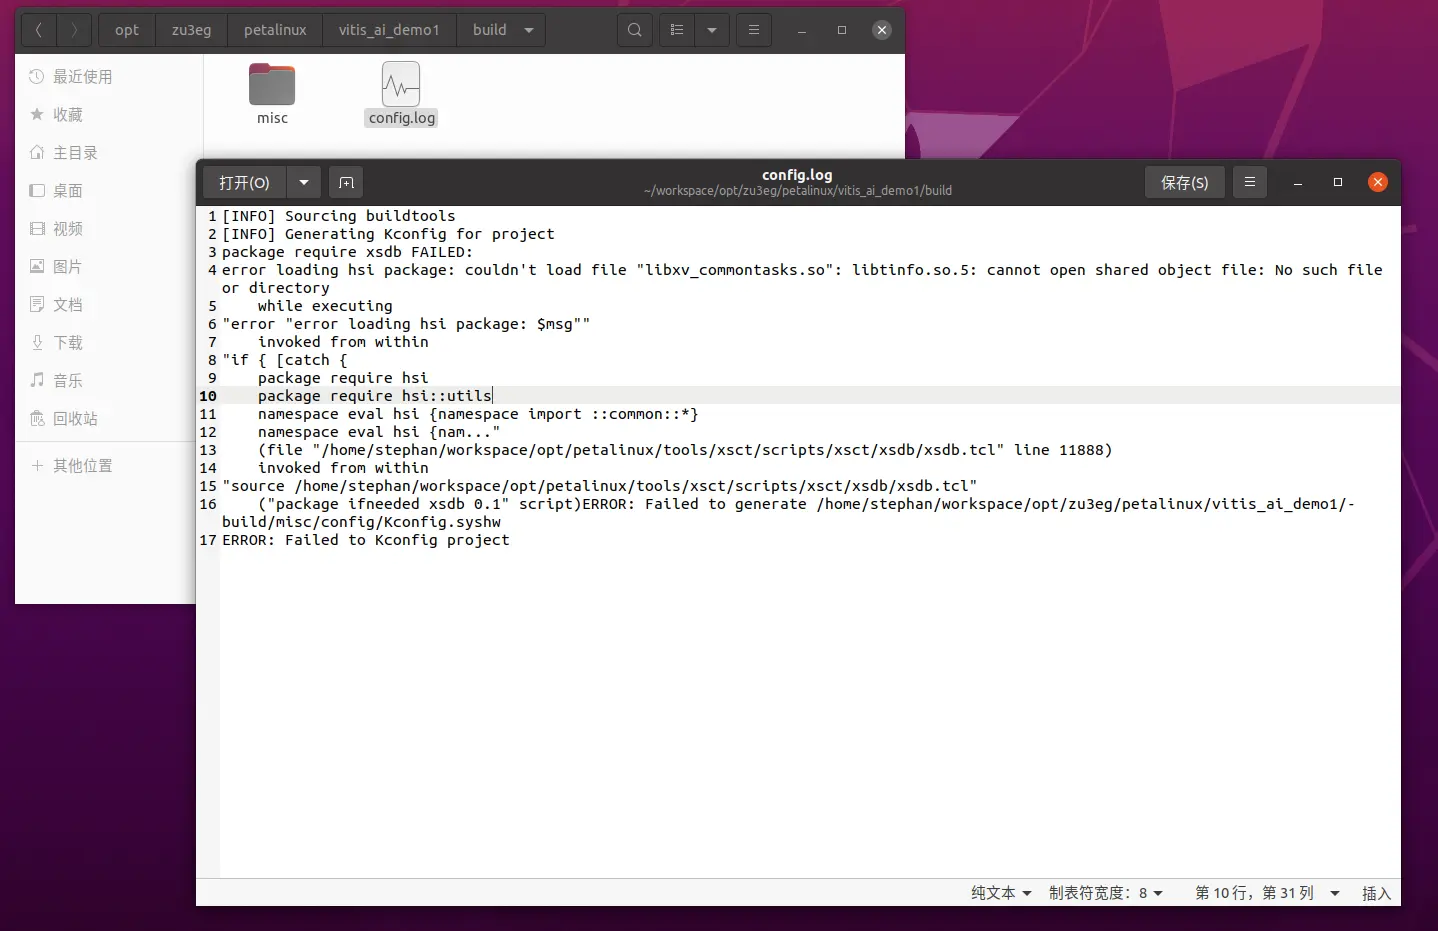 opt zu3eg petalinux vitis_ai_demo1 build
最近使用
收藏
主目录
桌面
视频
图片
文档
下载
音乐
回收站
其他位置
misc
config.log
打开(O)
config.log
~/workspace/opt/zu3eg/petalinux/vitis_ai_demo1/build
保存(S)
1 [INFO] Sourcing buildtools
2 [INFO] Generating Kconfig for project
3 package require xsdb FAILED:
4 error loading hsi package: couldn't load file "libxv_commontasks.so": libtinfo.so.5: cannot open shared object file: No such file
or directory
5     while executing
6 "error "error loading hsi package: $msg""
7     invoked from within
8 "if { [catch {
9     package require hsi
10     package require hsi::utils
11     namespace eval hsi {namespace import ::common::*}
12     namespace eval hsi {nam..."
13     (file "/home/stephan/workspace/opt/petalinux/tools/xsct/scripts/xsct/xsdb/xsdb.tcl" line 11888)
14     invoked from within
15 "source /home/stephan/workspace/opt/petalinux/tools/xsct/scripts/xsct/xsdb/xsdb.tcl"
16     ("package ifneeded xsdb 0.1" script)ERROR: Failed to generate /home/stephan/workspace/opt/zu3eg/petalinux/vitis_ai_demo1/-
build/misc/config/Kconfig.syshw
17 ERROR: Failed to Kconfig project
纯文本 制表符宽度：8 第 10 行，第 31 列 插入